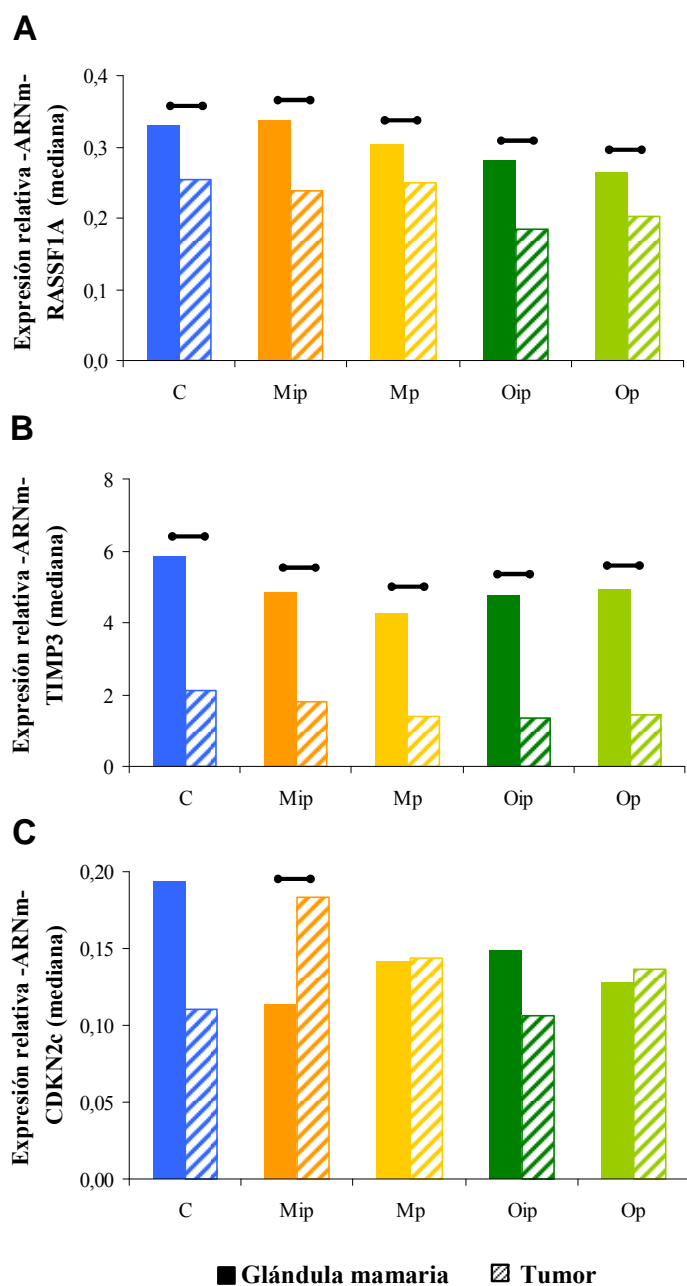 A
Expresión relativa -ARNm-
RASSF1A (mediana)
0,4
0,3
0,2
0,1
0,0
C Mip Mp Oip Op
B
Expresión relativa -ARNm-
TIMP3 (mediana)
8
6
4
2
0
C Mip Mp Oip Op
C
Expresión relativa -ARNm-
CDKN2c (mediana)
0,20
0,15
0,10
0,05
0,00
C Mip Mp Oip Op
Glándula mamaria Tumor